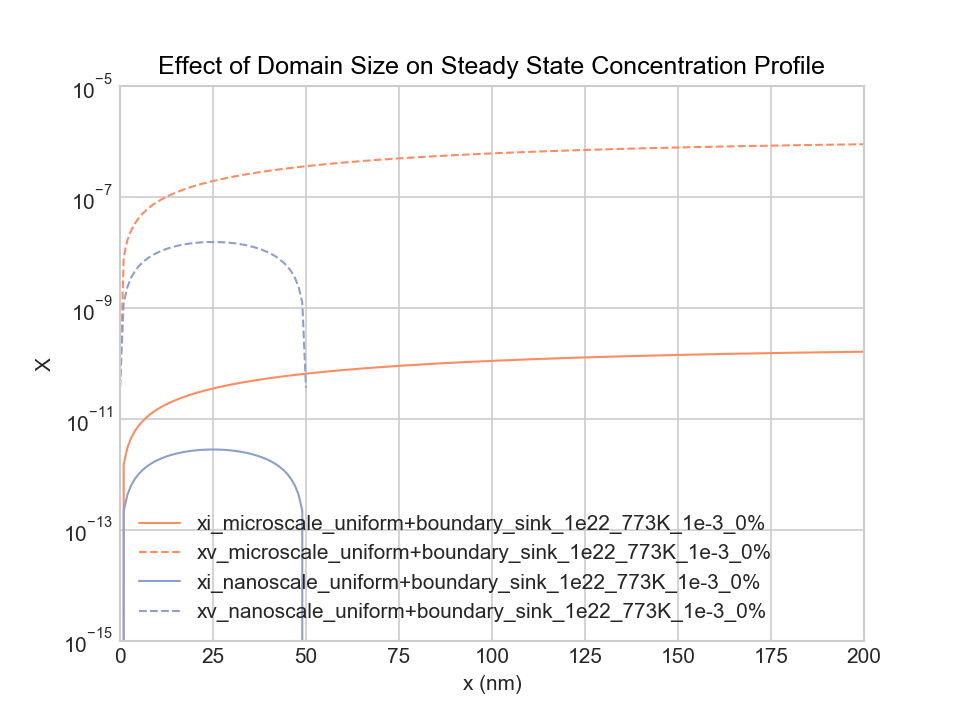 Effect of Domain Size on Steady State Concentration Profile
10⁻⁵
10⁻⁷
10⁻⁹
10⁻¹¹
10⁻¹³
10⁻¹⁵
X
xi_microscale_uniform+boundary_sink_1e22_773K_1e-3_0%
xv_microscale_uniform+boundary_sink_1e22_773K_1e-3_0%
xi_nanoscale_uniform+boundary_sink_1e22_773K_1e-3_0%
xv_nanoscale_uniform+boundary_sink_1e22_773K_1e-3_0%
0 25 50 75 100 125 150 175 200
x (nm)